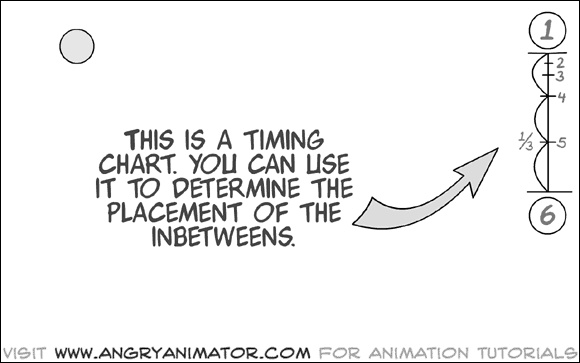 1
2
3
4
1/3 5
6
THIS IS A TIMING
CHART. YOU CAN USE
IT TO DETERMINE THE
PLACEMENT OF THE
INBETWEENS.
VISIT WWW.ANGRYANIMATOR.COM FOR ANIMATION TUTORIALS